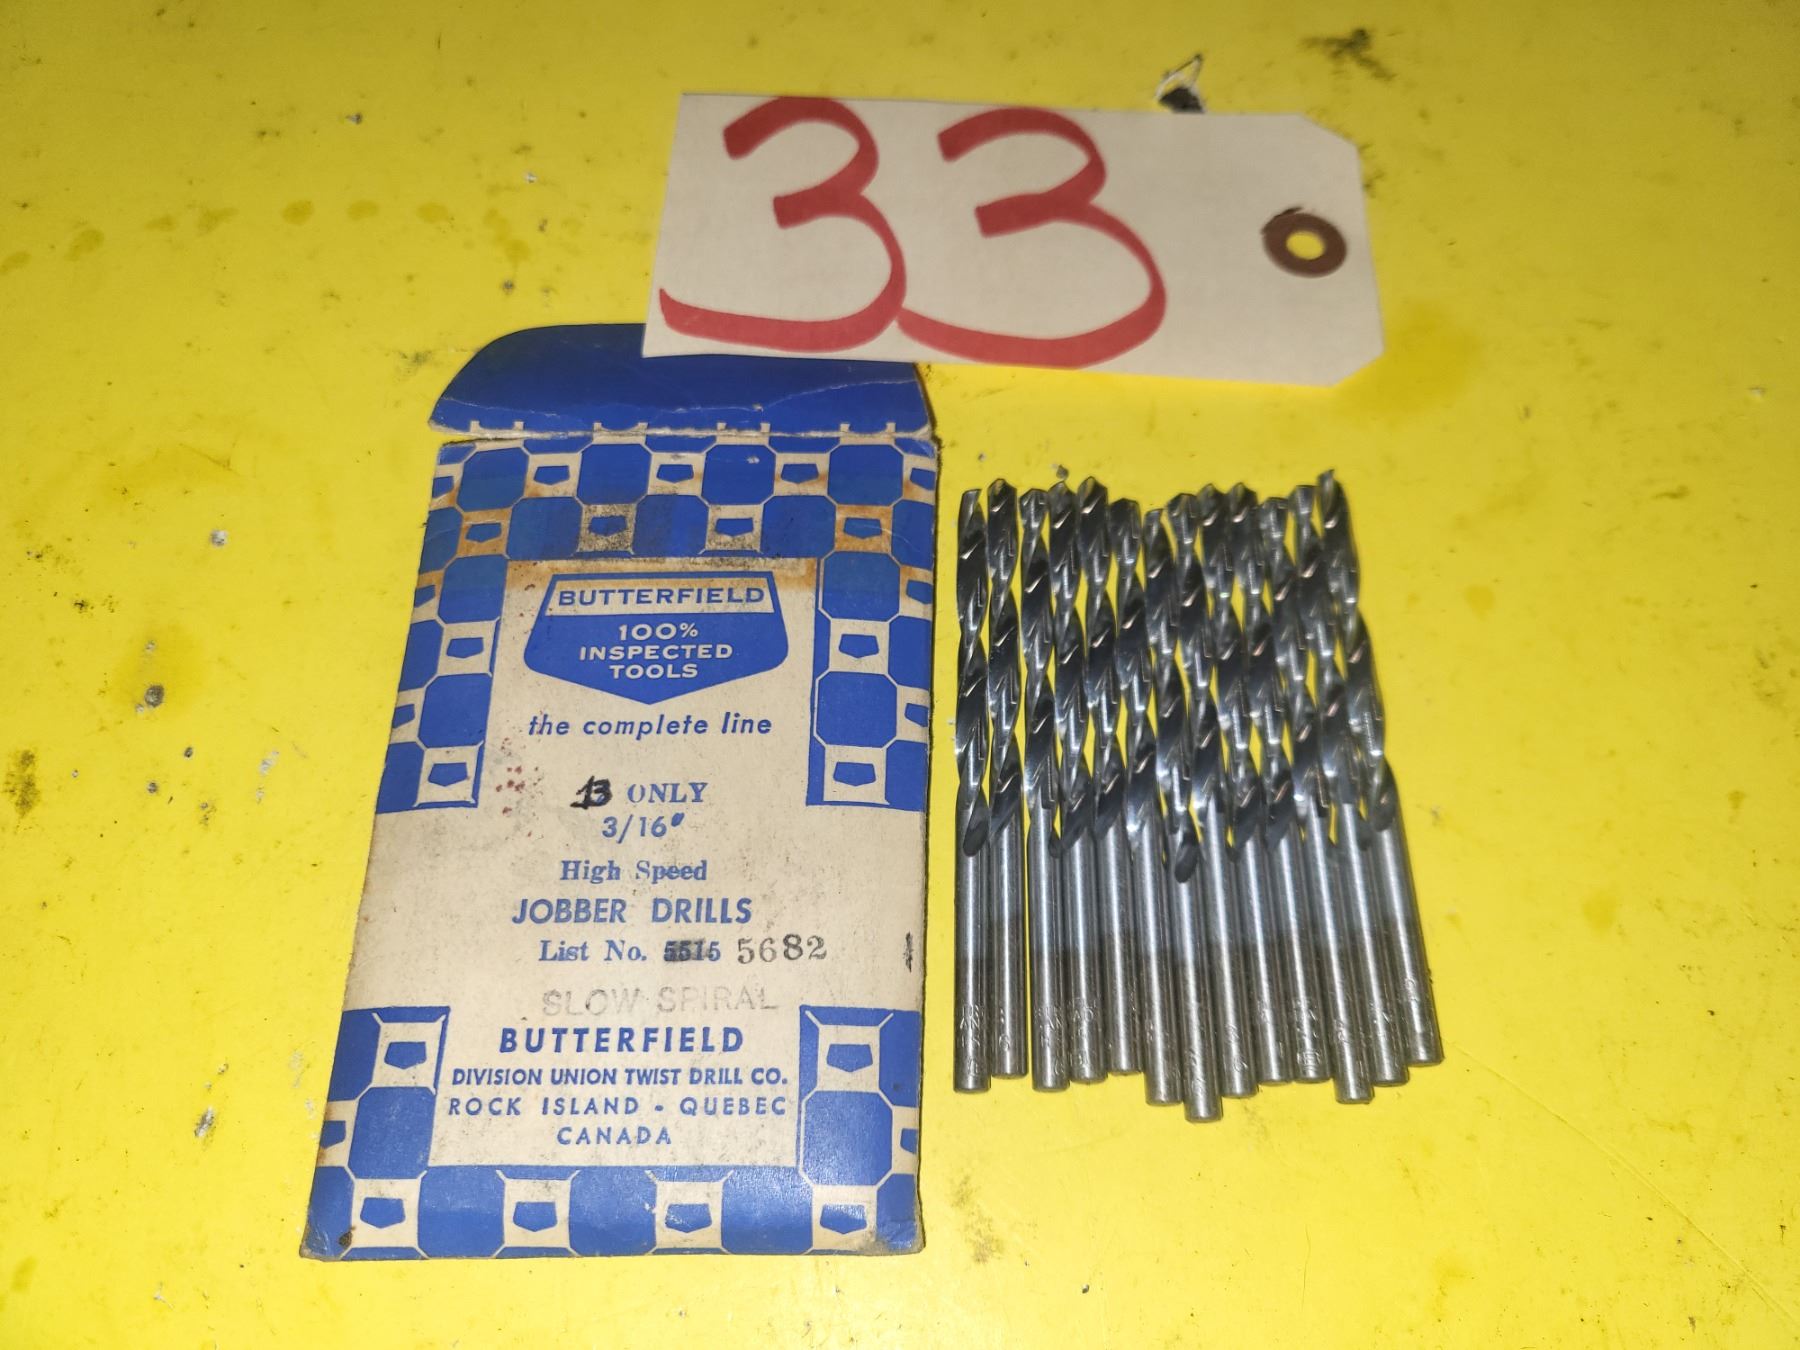 33
BUTTERFIELD
100%
INSPECTED
TOOLS
the complete line
13 ONLY
3/16"
High Speed
JOBBER DRILLS
List No. 5515 5682
SLOW SPIRAL
BUTTERFIELD
DIVISION UNION TWIST DRILL CO.
ROCK ISLAND - QUEBEC
CANADA